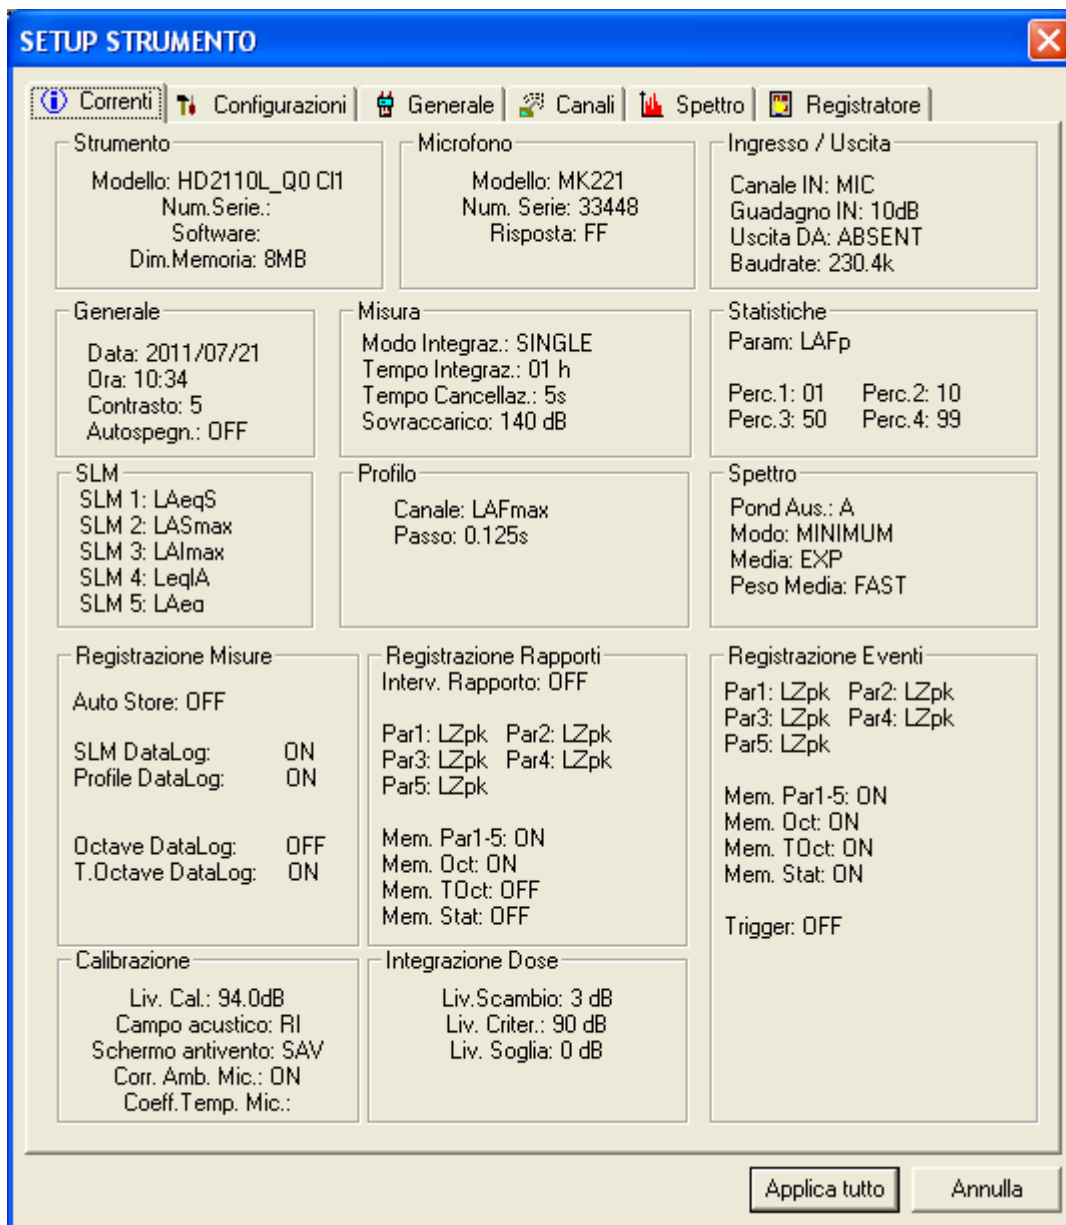 SETUP STRUMENTO
Correnti Configurazioni Generale Canali Spettro Registratore
Strumento
Modello: HD2110L_Q0 Cl1
Num.Serie.:
Software:
Dim.Memoria: 8MB
Microfono
Modello: MK221
Num. Serie: 33448
Risposta: FF
Ingresso / Uscita
Canale IN: MIC
Guadagno IN: 10dB
Uscita DA: ABSENT
Baudrate: 230.4k
Generale
Data: 2011/07/21
Ora: 10:34
Contrasto: 5
Autospegn.: OFF
Misura
Modo Integraz.: SINGLE
Tempo Integraz.: 01 h
Tempo Cancellaz.: 5s
Sovraccarico: 140 dB
Statistiche
Param: LAFp
Perc.1: 01 Perc.2: 10
Perc.3: 50 Perc.4: 99
SLM
SLM 1: LAeqS
SLM 2: LASmax
SLM 3: LAImax
SLM 4: LeqIA
SLM 5: LAeq
Profilo
Canale: LAFmax
Passo: 0.125s
Spettro
Pond Aus.: A
Modo: MINIMUM
Media: EXP
Peso Media: FAST
Registrazione Misure
Auto Store: OFF
SLM DataLog: ON
Profile DataLog: ON
Octave DataLog: OFF
T.Octave DataLog: ON
Registrazione Rapporti
Interv. Rapporto: OFF
Par1: LZpk Par2: LZpk
Par3: LZpk Par4: LZpk
Par5: LZpk
Mem. Par1-5: ON
Mem. Oct: ON
Mem. TOct: OFF
Mem. Stat: OFF
Registrazione Eventi
Par1: LZpk Par2: LZpk
Par3: LZpk Par4: LZpk
Par5: LZpk
Mem. Par1-5: ON
Mem. Oct: ON
Mem. TOct: ON
Mem. Stat: ON
Trigger: OFF
Calibrazione
Liv. Cal.: 94.0dB
Campo acustico: RI
Schermo antivento: SAV
Corr. Amb. Mic.: ON
Coeff.Temp. Mic.:
Integrazione Dose
Liv.Scambio: 3 dB
Liv. Criter.: 90 dB
Liv. Soglia: 0 dB
Applica tutto Annulla